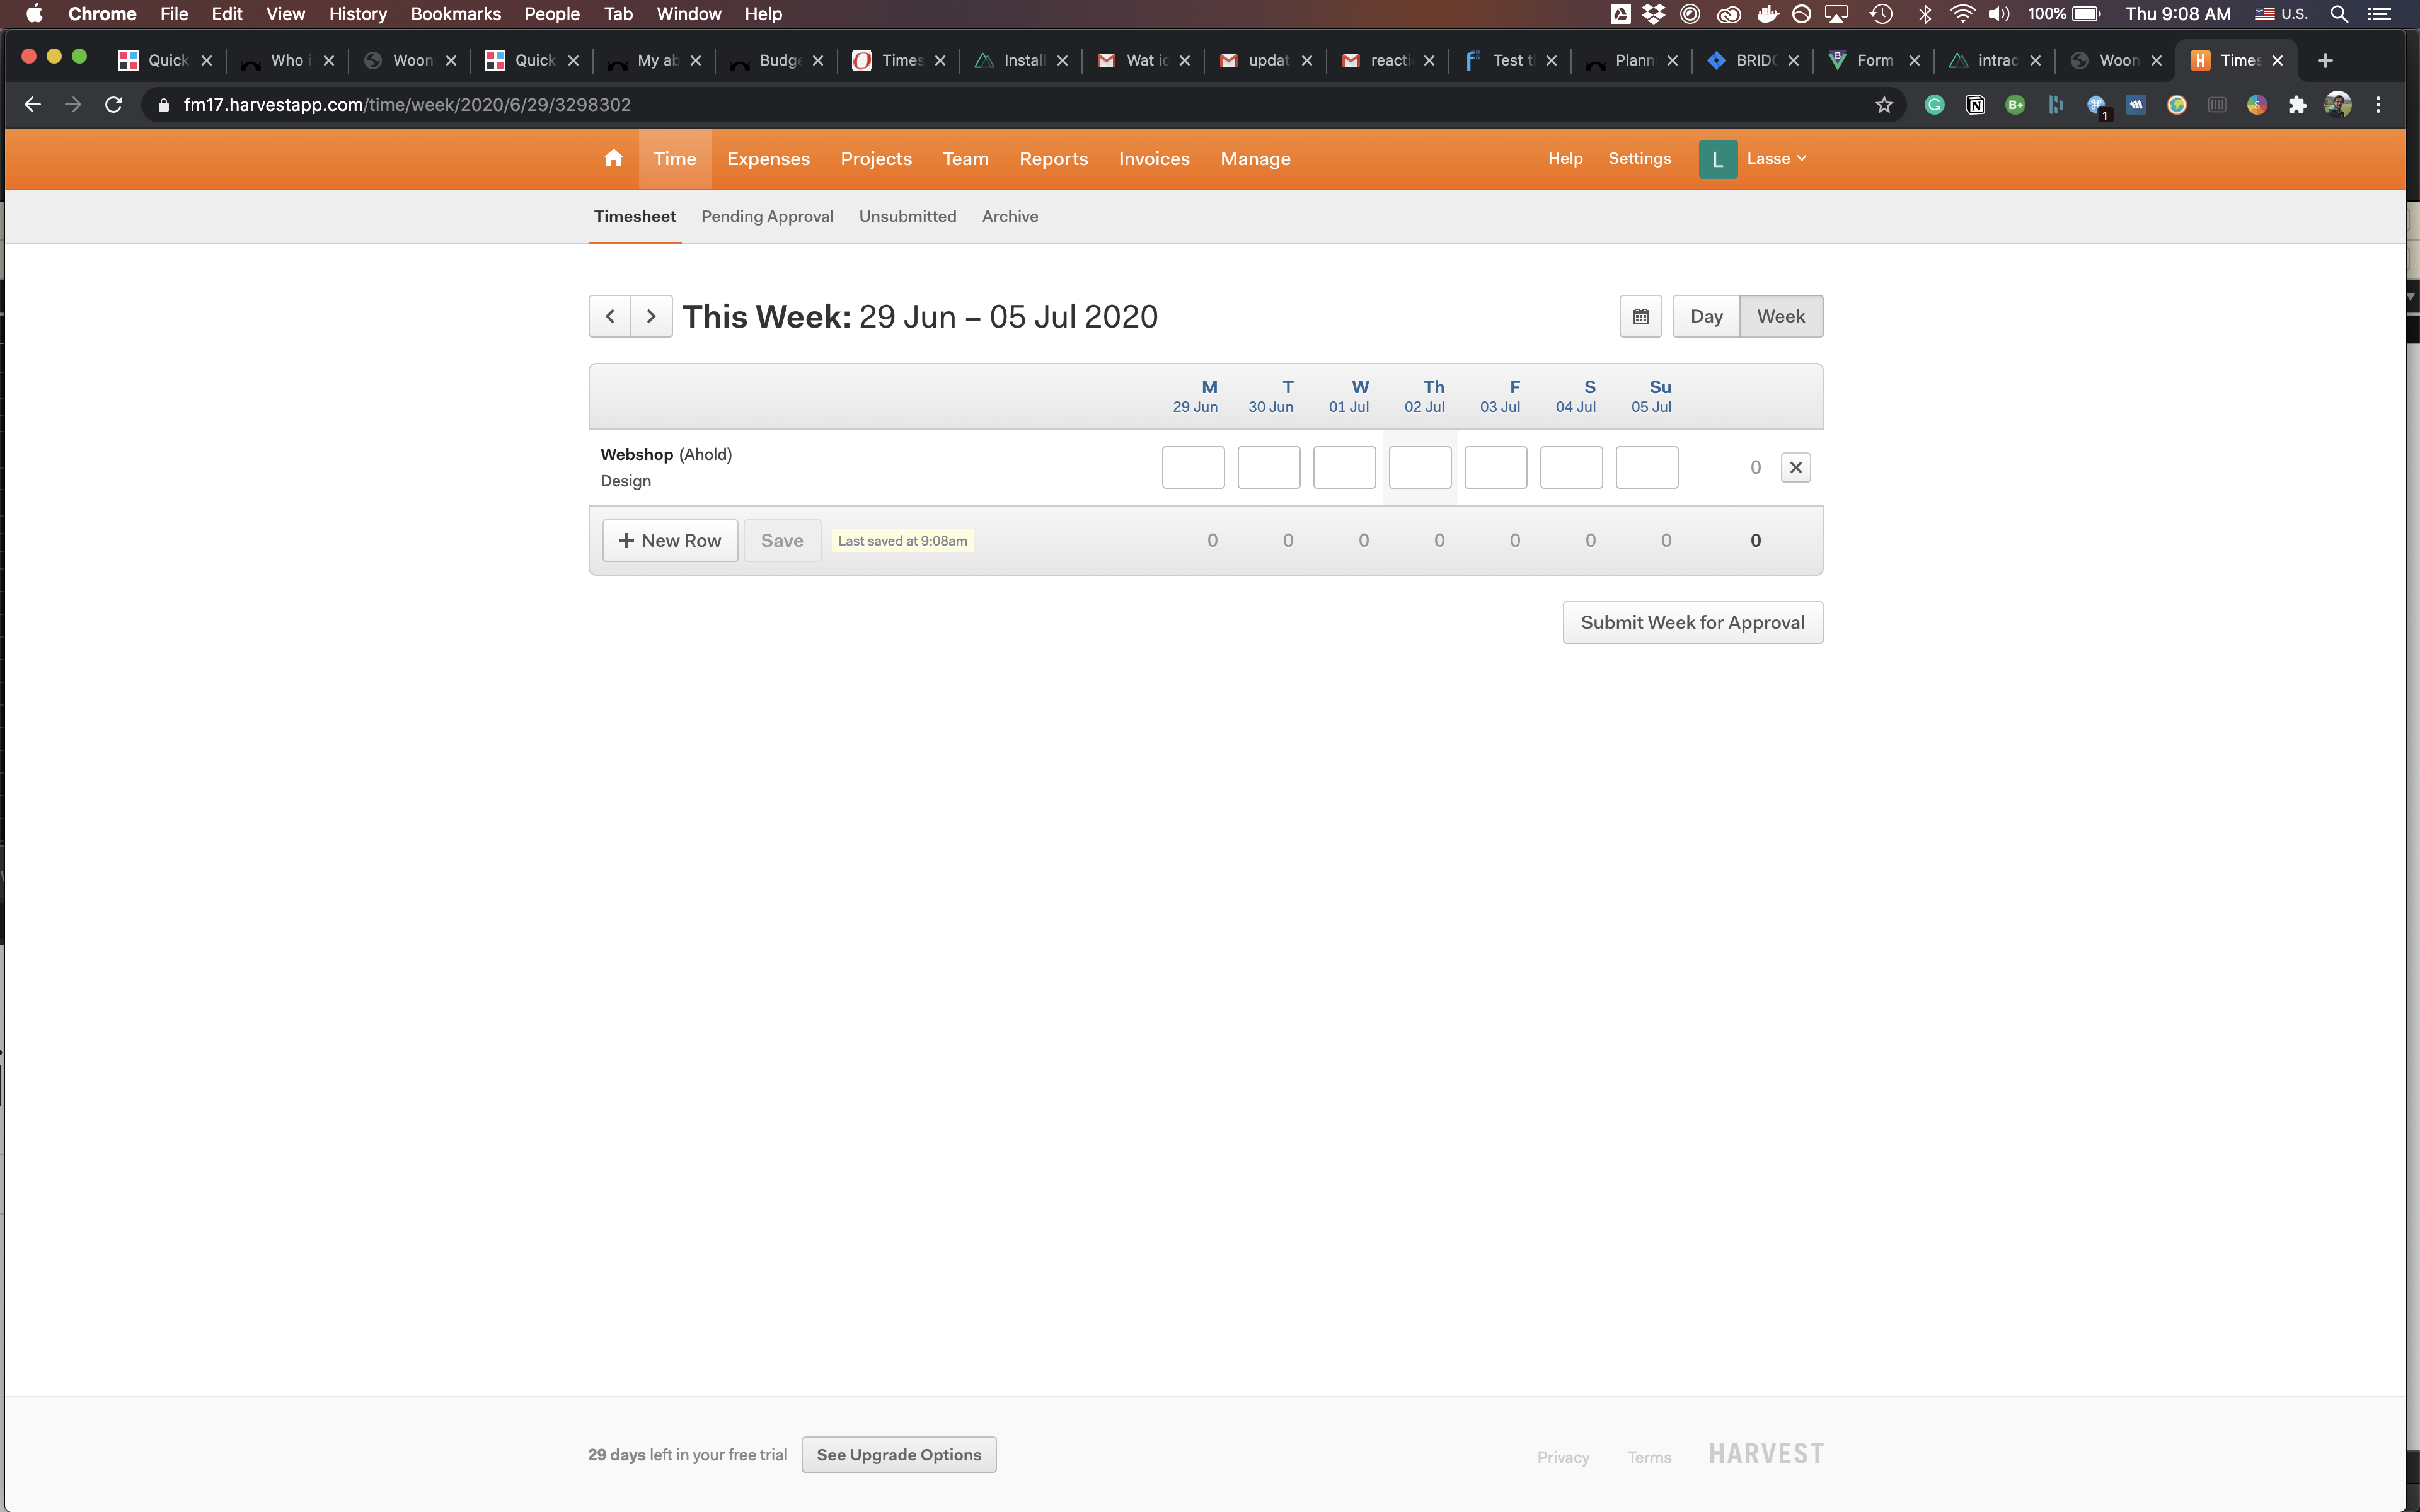 Chrome File Edit View History Bookmarks People Tab Window Help 100% Thu 9:08 AM U.S.
Quick Who i Woon Quick My ab Budge Times Install Wat ic updat reacti Test t Plann BRID Form intrac Woon Times
fm17.harvestapp.com/time/week/2020/6/29/3298302
1
Time Expenses Projects Team Reports Invoices Manage Help Settings L Lasse
Timesheet Pending Approval Unsubmitted Archive
This Week: 29 Jun – 05 Jul 2020 Day Week
M T W Th F S Su
29 Jun 30 Jun 01 Jul 02 Jul 03 Jul 04 Jul 05 Jul
Webshop (Ahold)
Design
0
+ New Row Save Last saved at 9:08am 0 0 0 0 0 0 0 0
Submit Week for Approval
29 days left in your free trial See Upgrade Options Privacy Terms HARVEST